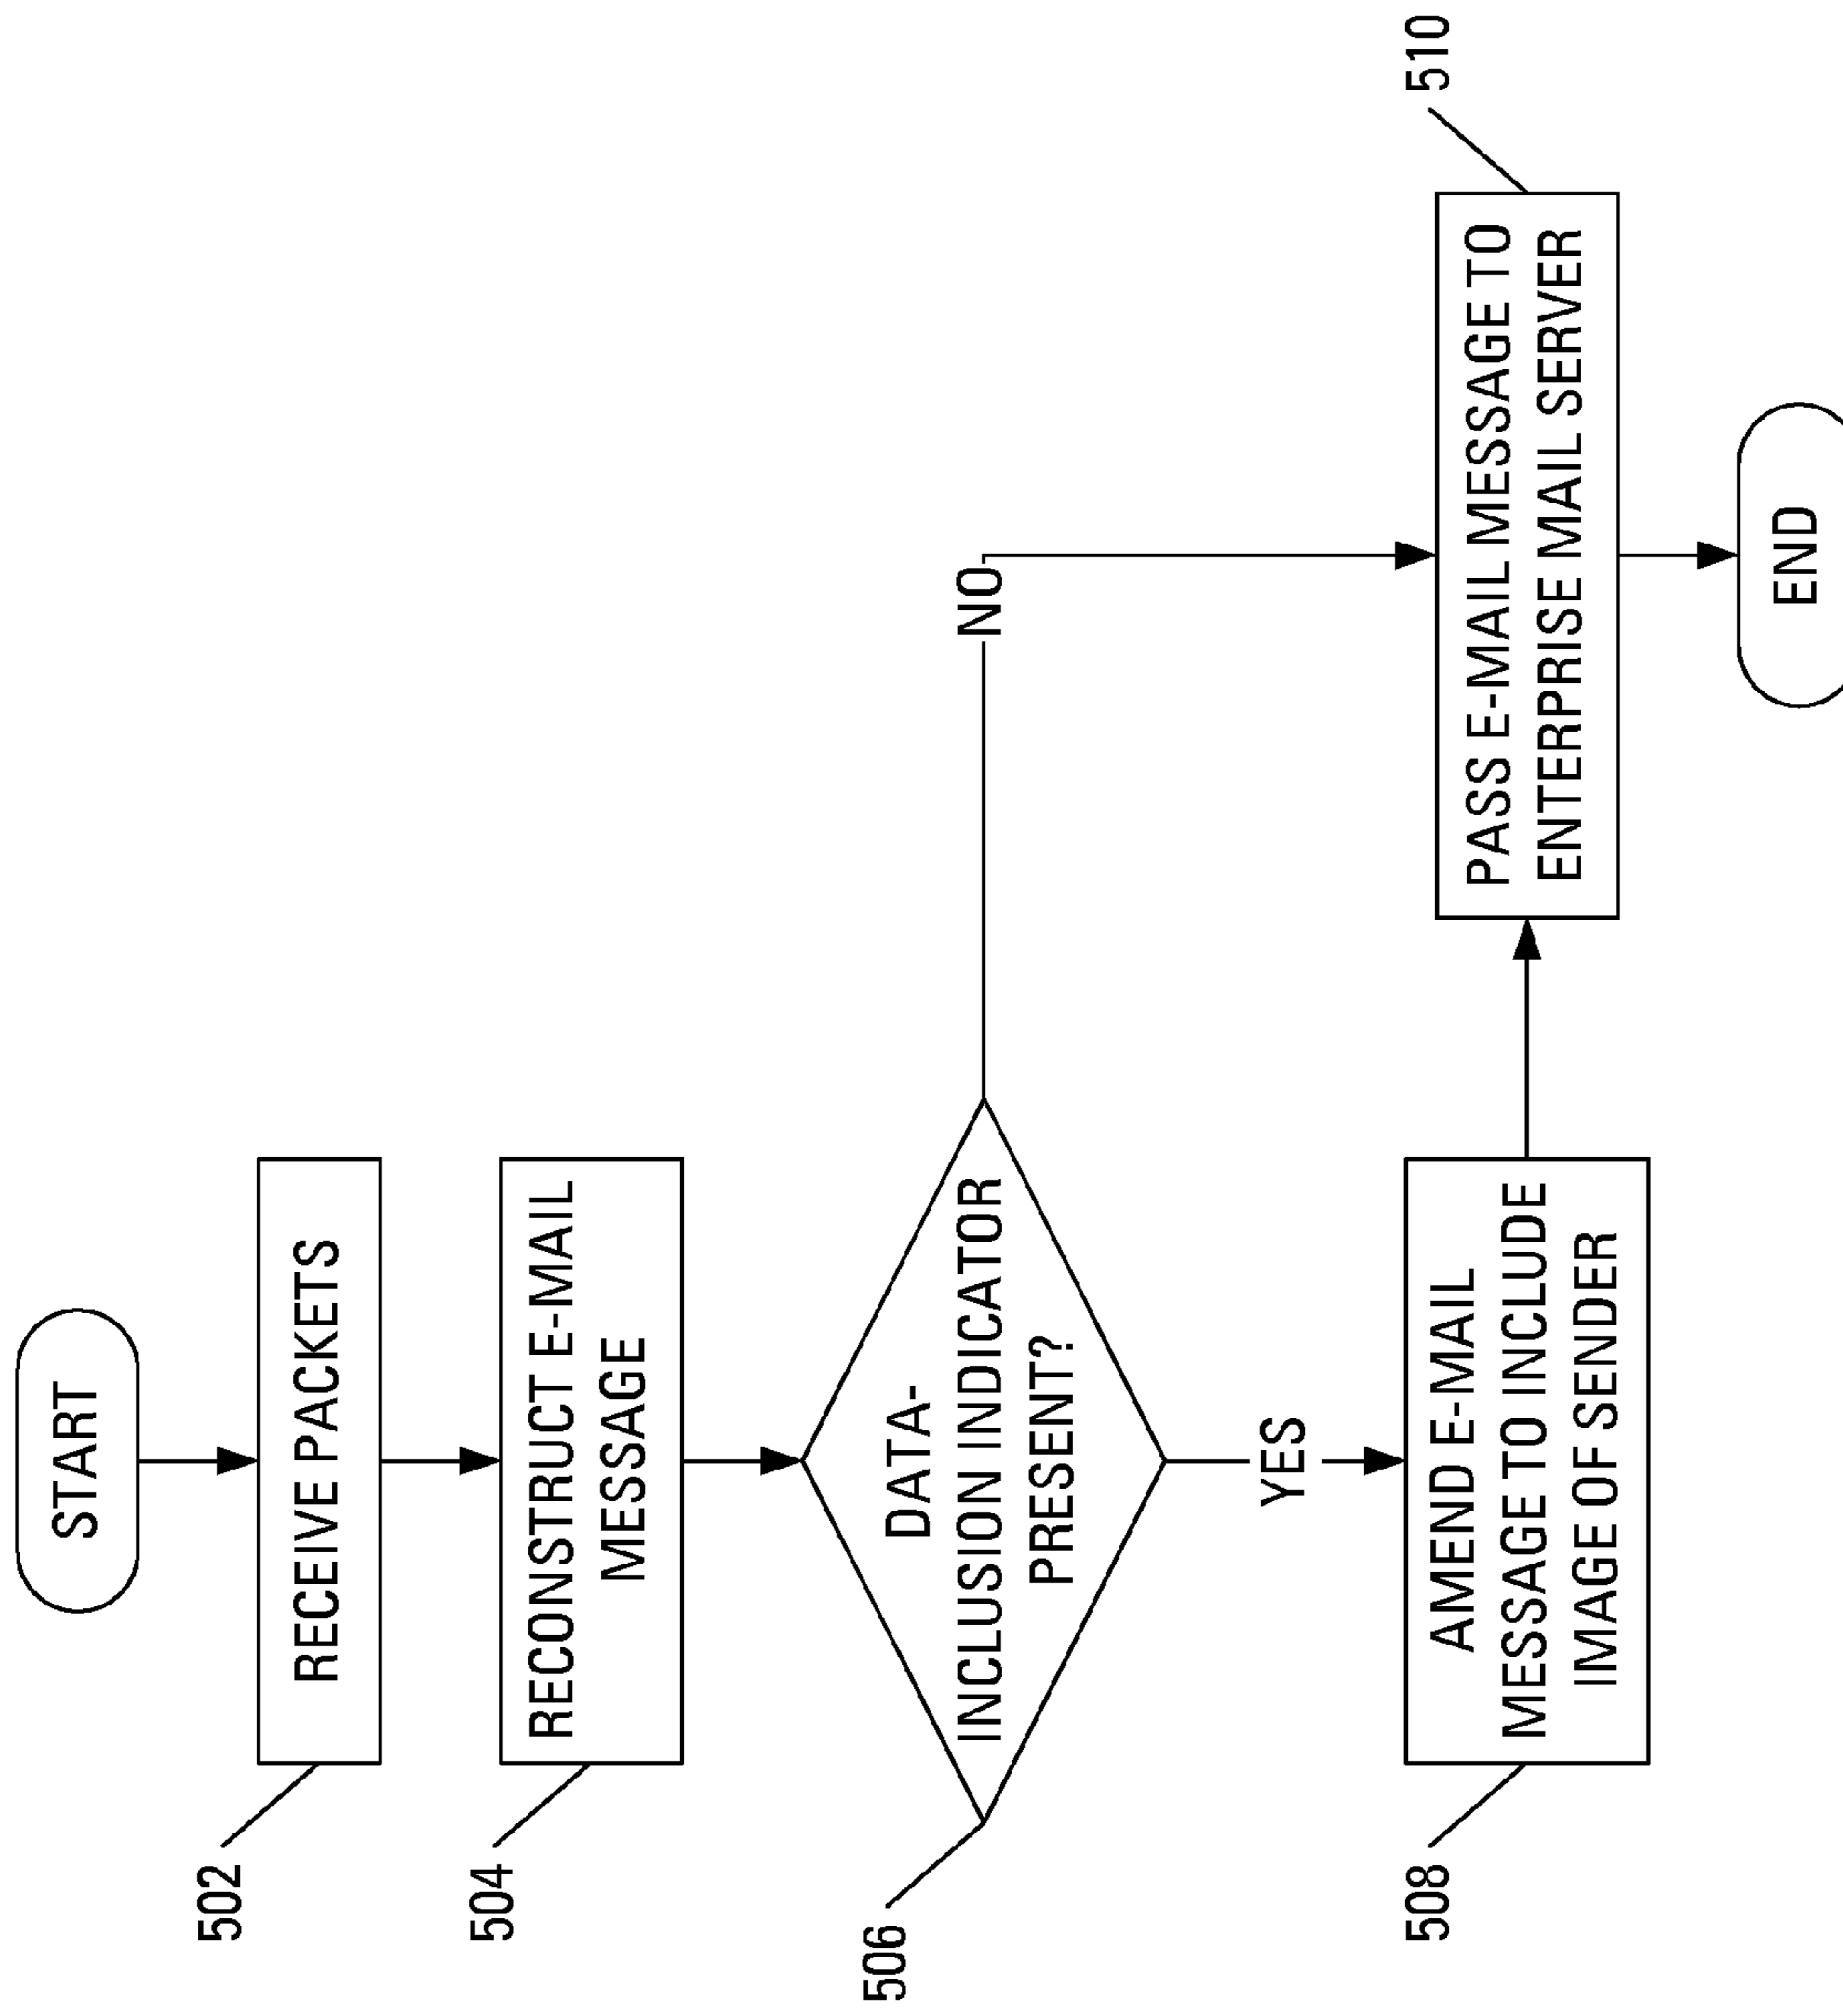 START
502
RECEIVE PACKETS
504
RECONSTRUCT E-MAIL
MESSAGE
506
DATA-
INCLUSION INDICATOR
PRESENT?
NO
YES
508
AMEND E-MAIL
MESSAGE TO INCLUDE
IMAGE OF SENDER
510
PASS E-MAIL MESSAGE TO
ENTERPRISE MAIL SERVER
END